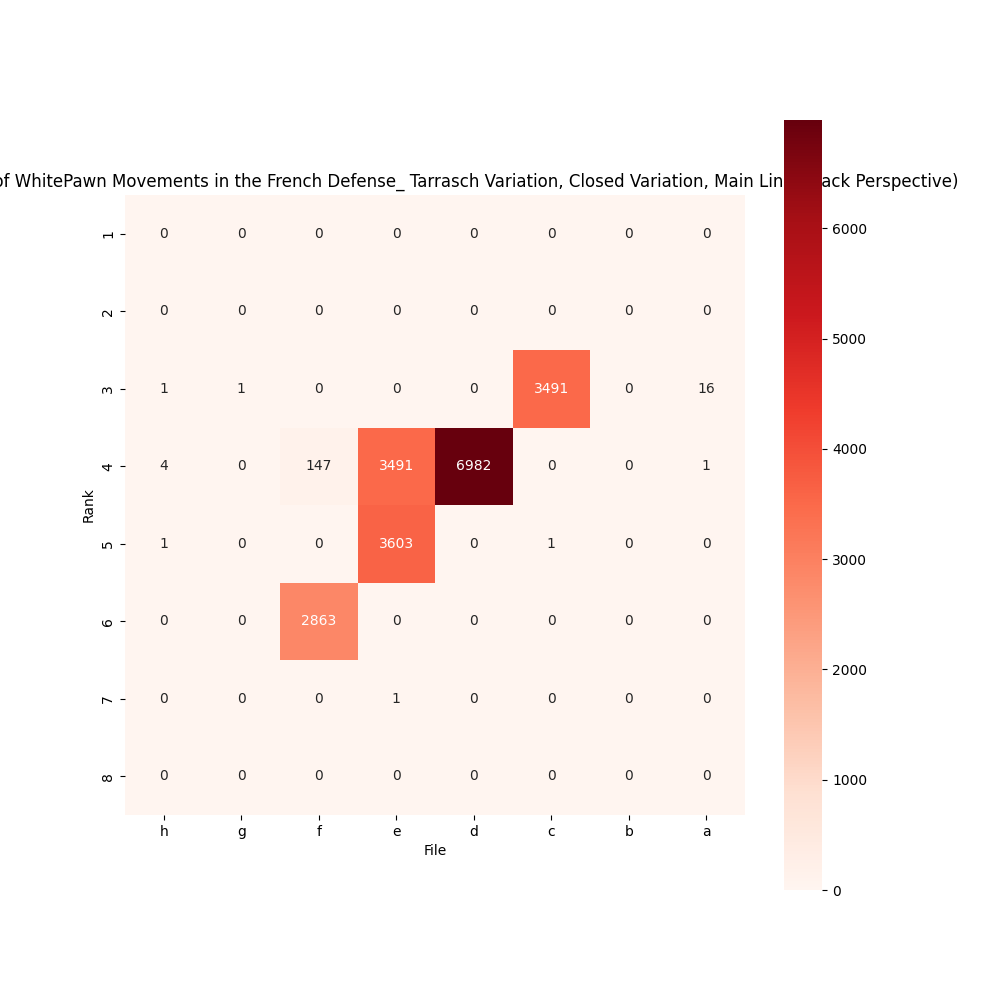 of WhitePawn Movements in the French Defense_ Tarrasch Variation, Closed Variation, Main Lin ack Perspective)
1 0 0 0 0 0 0 0 0
2 0 0 0 0 0 0 0 0
3 1 1 0 0 0 3491 0 16
4 4 0 147 3491 6982 0 0 1
5 1 0 0 3603 0 1 0 0
6 0 0 2863 0 0 0 0 0
7 0 0 0 1 0 0 0 0
8 0 0 0 0 0 0 0 0
h g f e d c b a
File
Rank
6000
5000
4000
3000
2000
1000
0